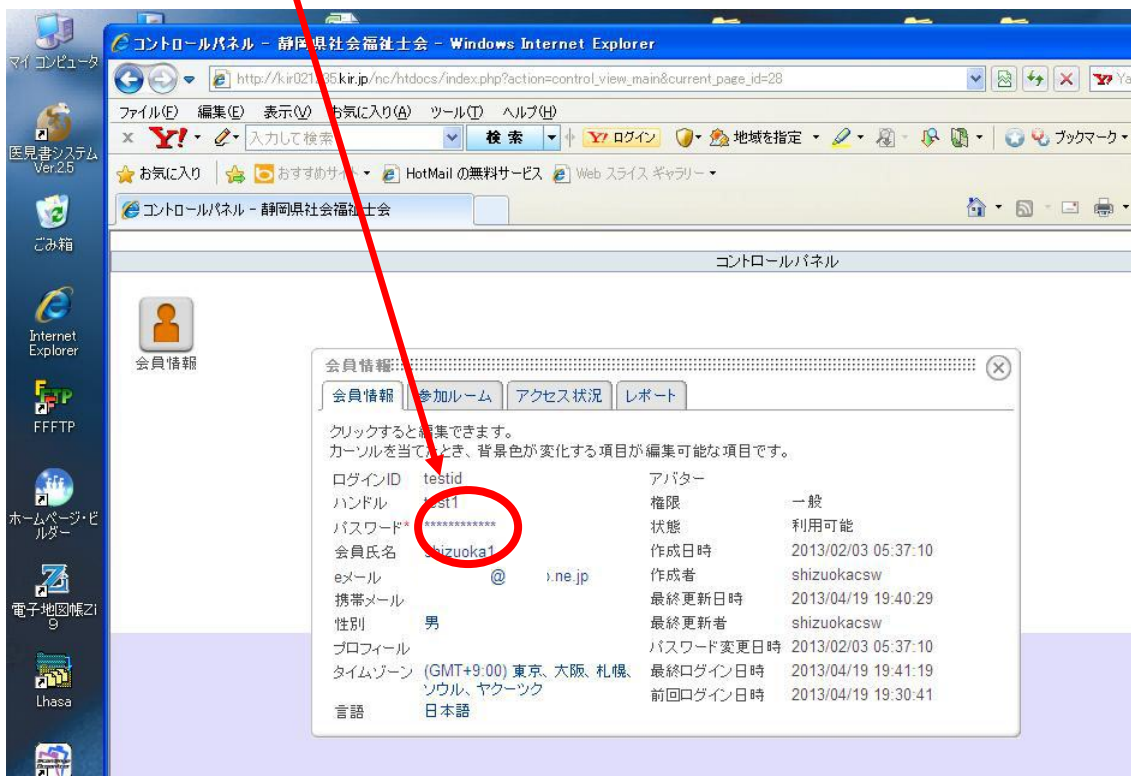 マイ コンピュータ
医見書システム
Ver.2.5
ごみ箱
Internet
Explorer
FFFTP
ホームページ・ビ
ルダー
電子地図帳Zi
9
Lhasa
コントロールパネル - 静岡県社会福祉士会 - Windows Internet Explorer
http://kir021 35.kir.jp/nc/htdocs/index.php?action=control_view_main&current_page_id=28
ファイル(F) 編集(E) 表示(V) お気に入り(A) ツール(T) ヘルプ(H)
x Y! 入力して検索 検索 Y! ログイン 地域を指定 ブックマーク
お気に入り おすすめサイト HotMail の無料サービス Web スライス ギャラリー
コントロールパネル - 静岡県社会福祉士会
コントロールパネル
会員情報
会員情報
会員情報 参加ルーム アクセス状況 レポート
クリックすると編集できます。
カーソルを当てたとき、背景色が変化する項目が編集可能な項目です。
ログインID testid アバター
ハンドル test1 権限 一般
パスワード* ************ 状態 利用可能
会員氏名 shizuoka1 作成日時 2013/02/03 05:37:10
eメール @ .ne.jp 作成者 shizuokacsw
携帯メール 最終更新日時 2013/04/19 19:40:29
性別 男 最終更新者 shizuokacsw
プロフィール パスワード変更日時 2013/02/03 05:37:10
タイムゾーン (GMT+9:00) 東京、大阪、札幌、 最終ログイン日時 2013/04/19 19:41:19
ソウル、ヤクーツク 前回ログイン日時 2013/04/19 19:30:41
言語 日本語